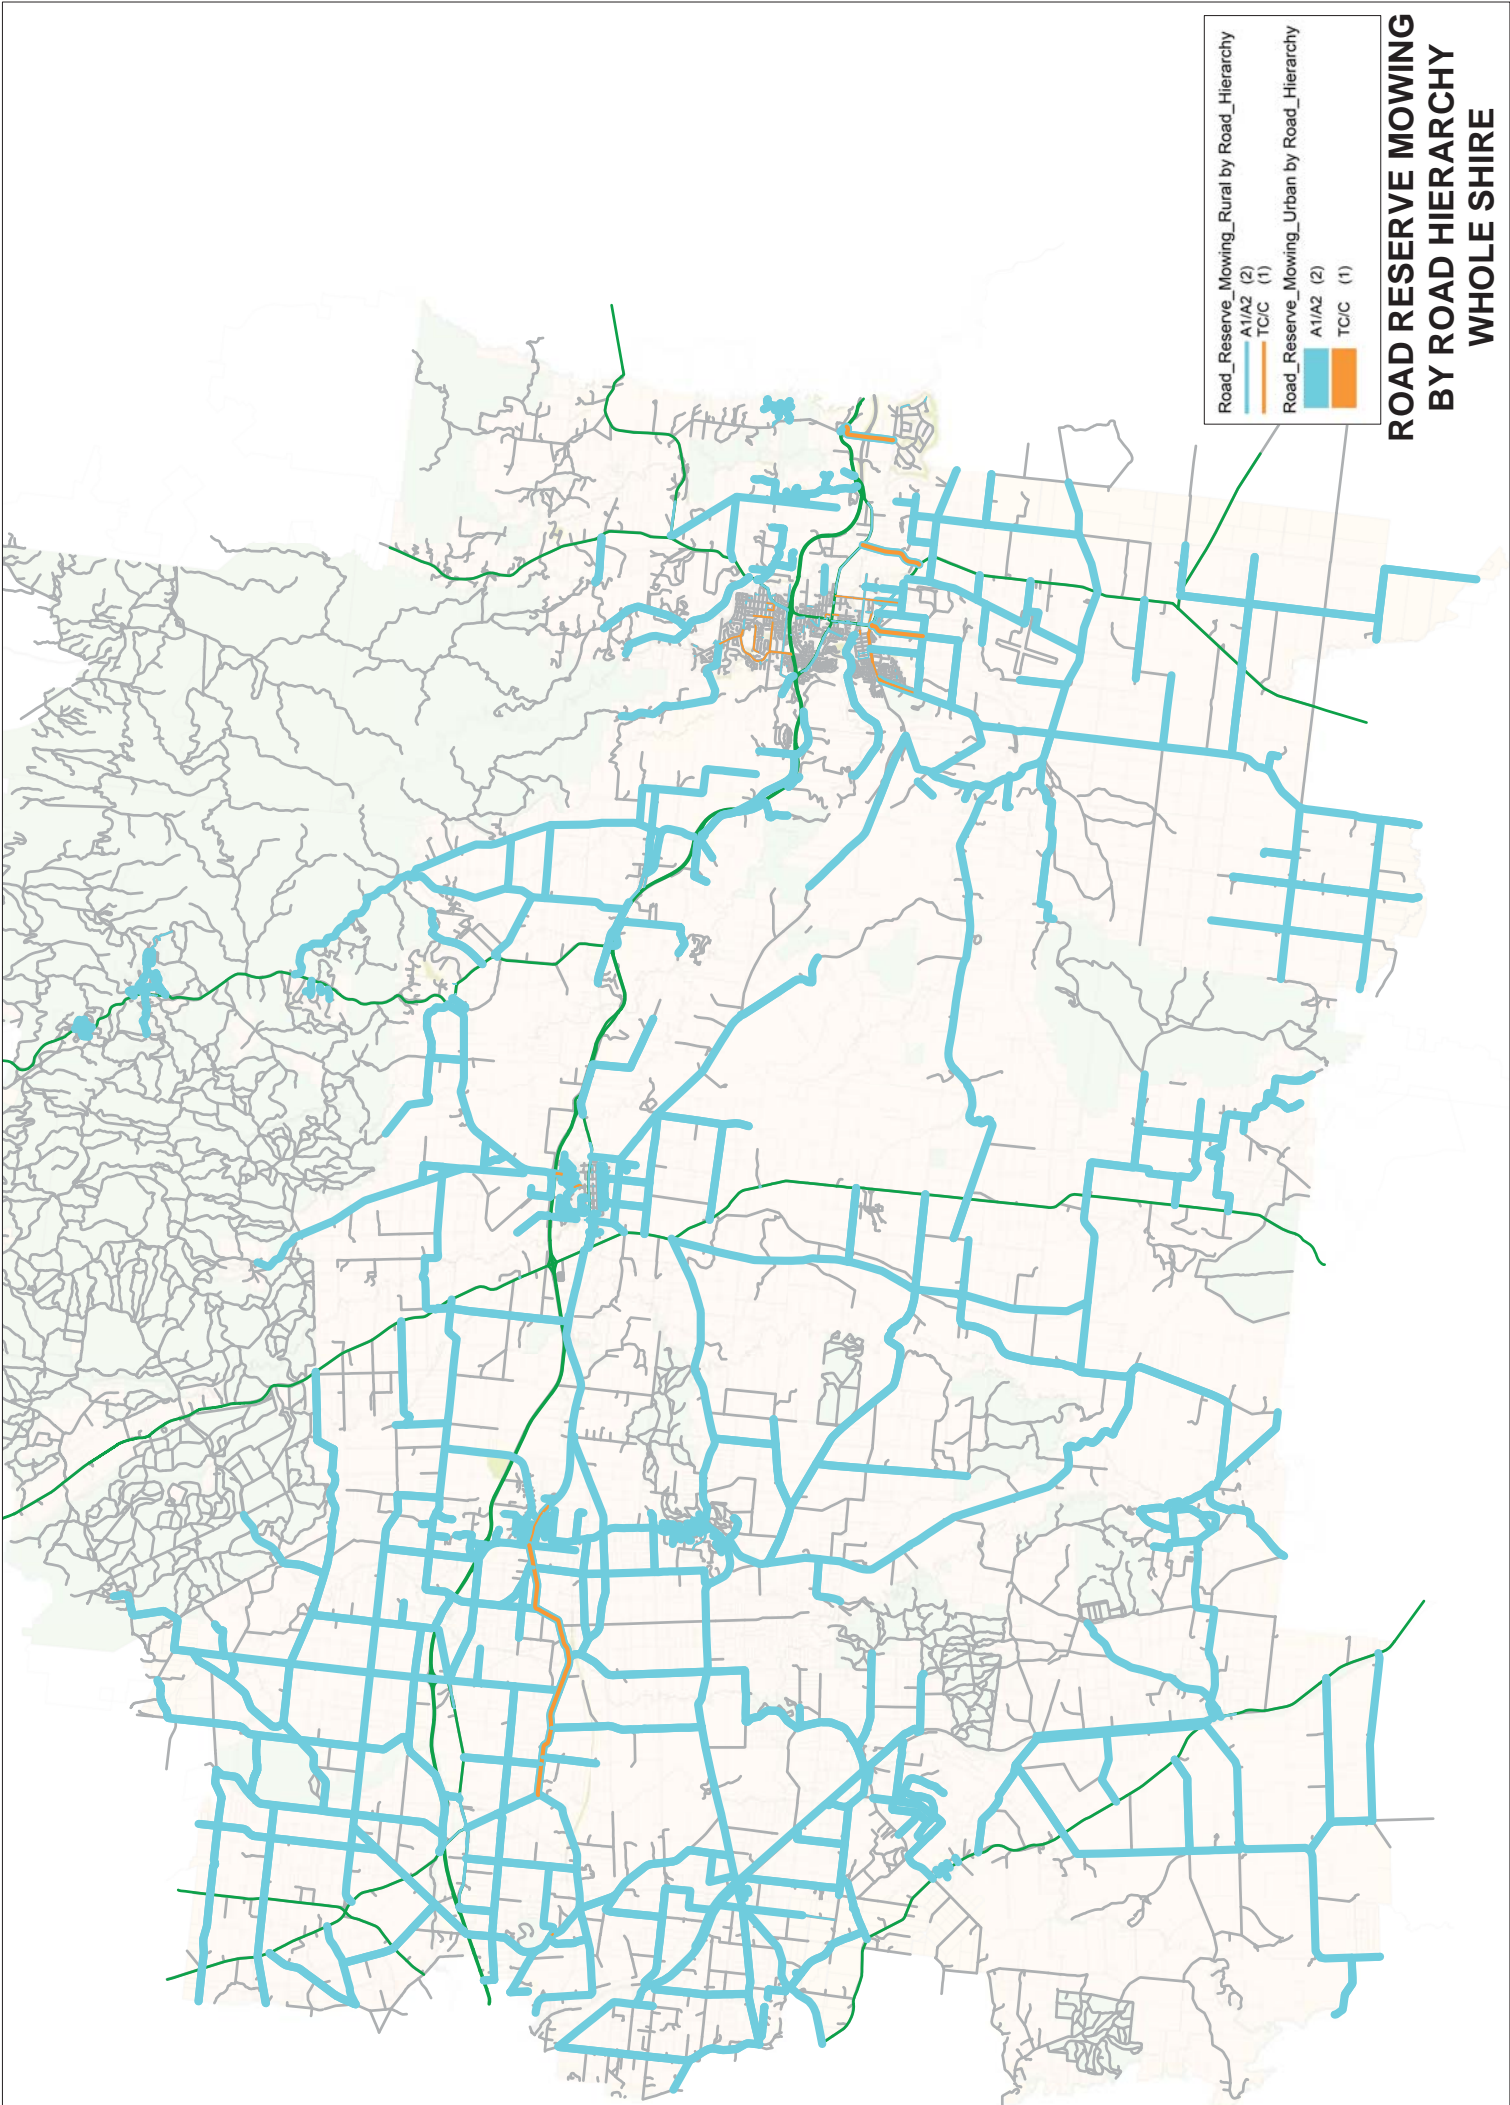 Road_Reserve_Mowing_Rural by Road_Hierarchy
A1/A2 (2)
TC/C (1)
Road_Reserve_Mowing_Urban by Road_Hierarchy
A1/A2 (2)
TC/C (1)
ROAD RESERVE MOWING
BY ROAD HIERARCHY
WHOLE SHIRE